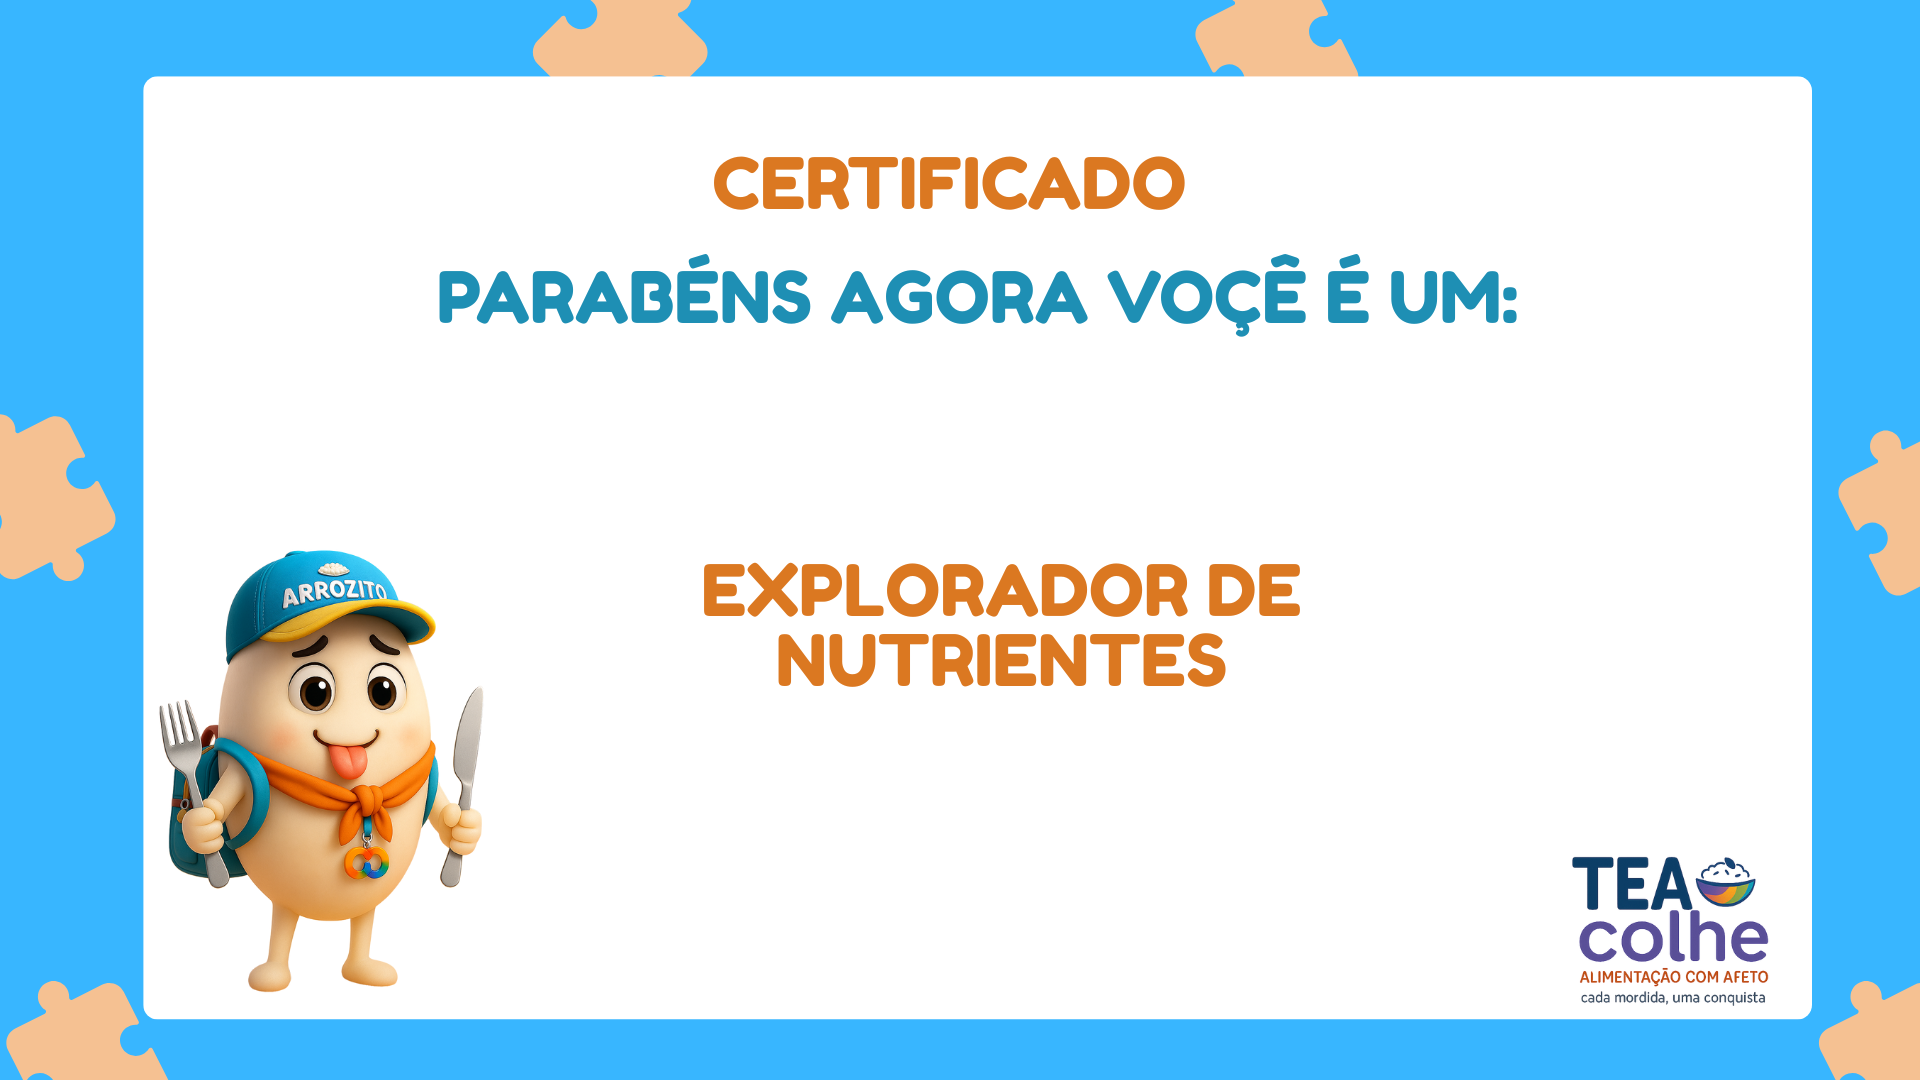 CERTIFICADO
PARABÉNS AGORA VOÇÊ É UM:
EXPLORADOR DE
NUTRIENTES
ARROZITO
TEA
colhe
ALIMENTAÇÃO COM AFETO
cada mordida, uma conquista